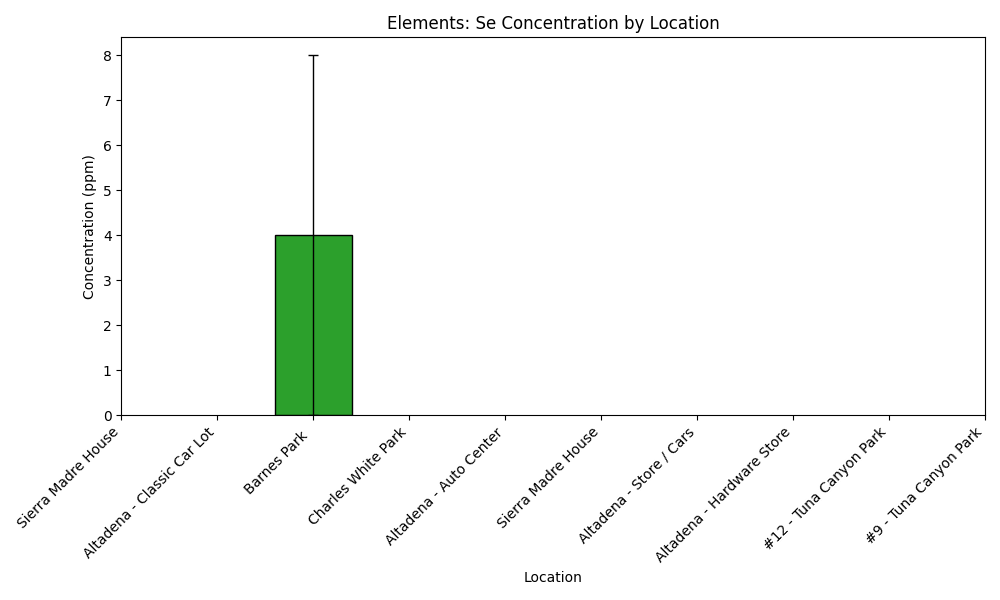 Elements: Se Concentration by Location
Concentration (ppm)
8
7
6
5
4
3
2
1
0
Sierra Madre House
Altadena - Classic Car Lot
Barnes Park
Charles White Park
Altadena - Auto Center
Sierra Madre House
Altadena - Store / Cars
Altadena - Hardware Store
#12 - Tuna Canyon Park
#9 - Tuna Canyon Park
Location